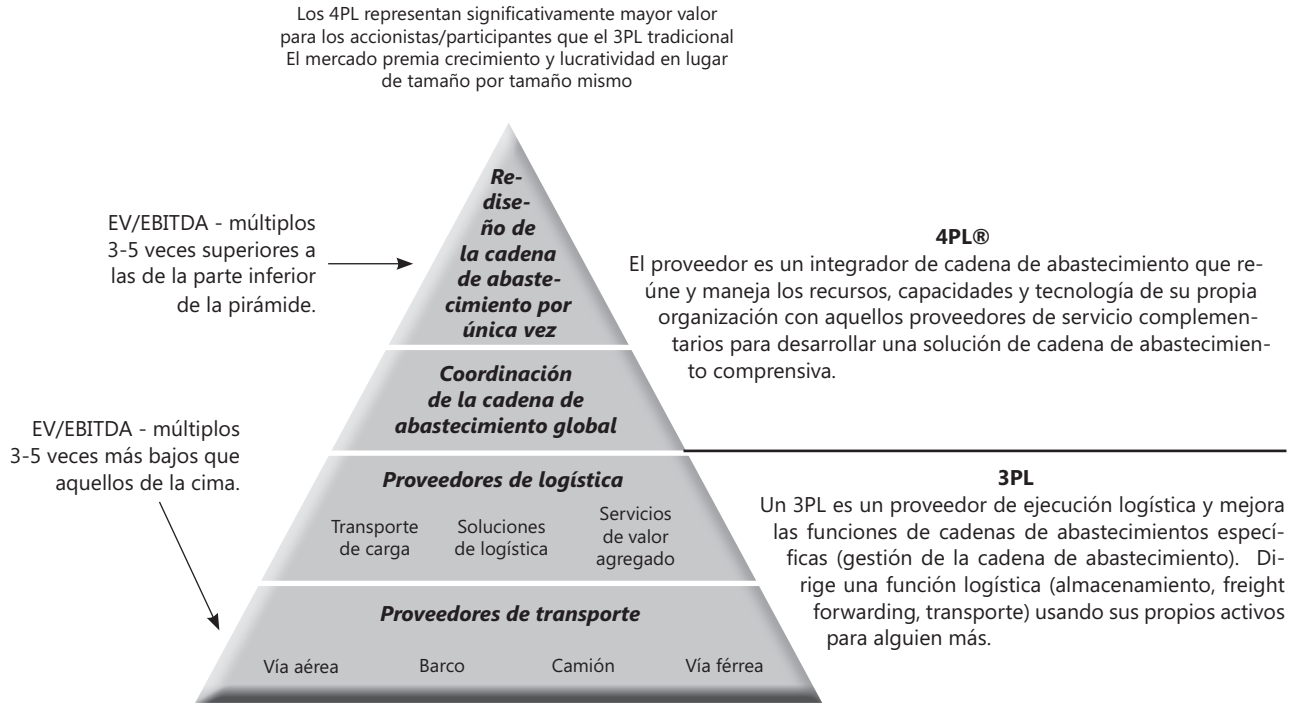 Los 4PL representan significativamente mayor valor
para los accionistas/participantes que el 3PL tradicional
El mercado premia crecimiento y lucratividad en lugar
de tamaño por tamaño mismo
Re-
dise-
ño de
la cadena
de abaste-
cimiento por
única vez
EV/EBITDA - múltiplos
3-5 veces superiores a
las de la parte inferior
de la pirámide.
4PL®
El proveedor es un integrador de cadena de abastecimiento que re-
úne y maneja los recursos, capacidades y tecnología de su propia
organización con aquellos proveedores de servicio complemen-
tarios para desarrollar una solución de cadena de abastecimien-
to comprensiva.
Coordinación
de la cadena de
abastecimiento global
EV/EBITDA - múltiplos
3-5 veces más bajos que
aquellos de la cima.
Proveedores de logística
Transporte
de carga
Soluciones
de logística
Servicios
de valor
agregado
3PL
Un 3PL es un proveedor de ejecución logística y mejora
las funciones de cadenas de abastecimientos especí-
ficas (gestión de la cadena de abastecimiento). Di-
rige una función logística (almacenamiento, freight
forwarding, transporte) usando sus propios activos
para alguien más.
Proveedores de transporte
Vía aérea
Barco
Camión
Vía férrea